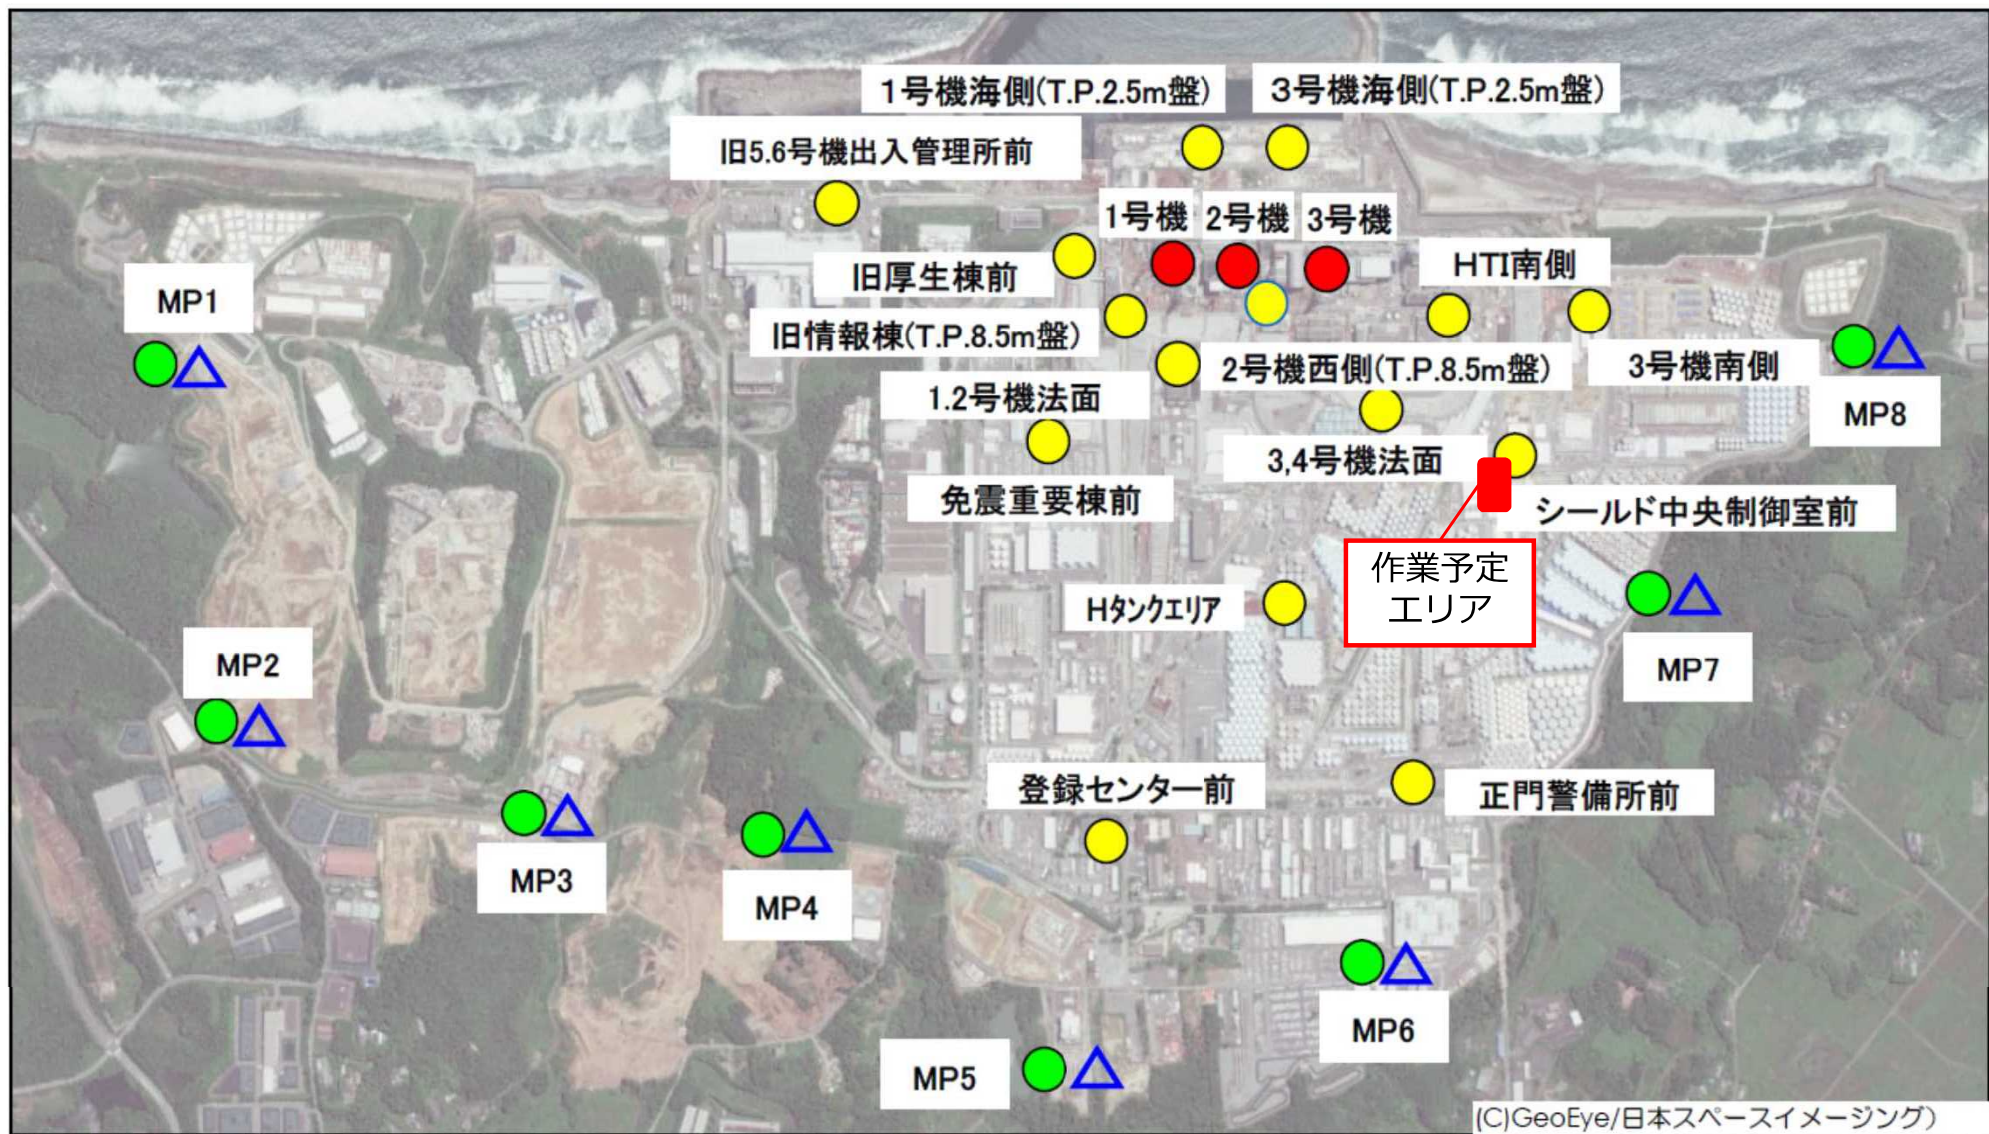 1号機海側(T.P.2.5m盤)
3号機海側(T.P.2.5m盤)
旧5.6号機出入管理所前
1号機
2号機
3号機
旧厚生棟前
HTI南側
MP1
旧情報棟(T.P.8.5m盤)
2号機西側(T.P.8.5m盤)
3号機南側
1.2号機法面
MP8
3,4号機法面
免震重要棟前
シールド中央制御室前
作業予定
エリア
Hタンクエリア
MP2
MP7
登録センター前
正門警備所前
MP3
MP4
MP6
MP5
(C)GeoEye/日本スペースイメージング)